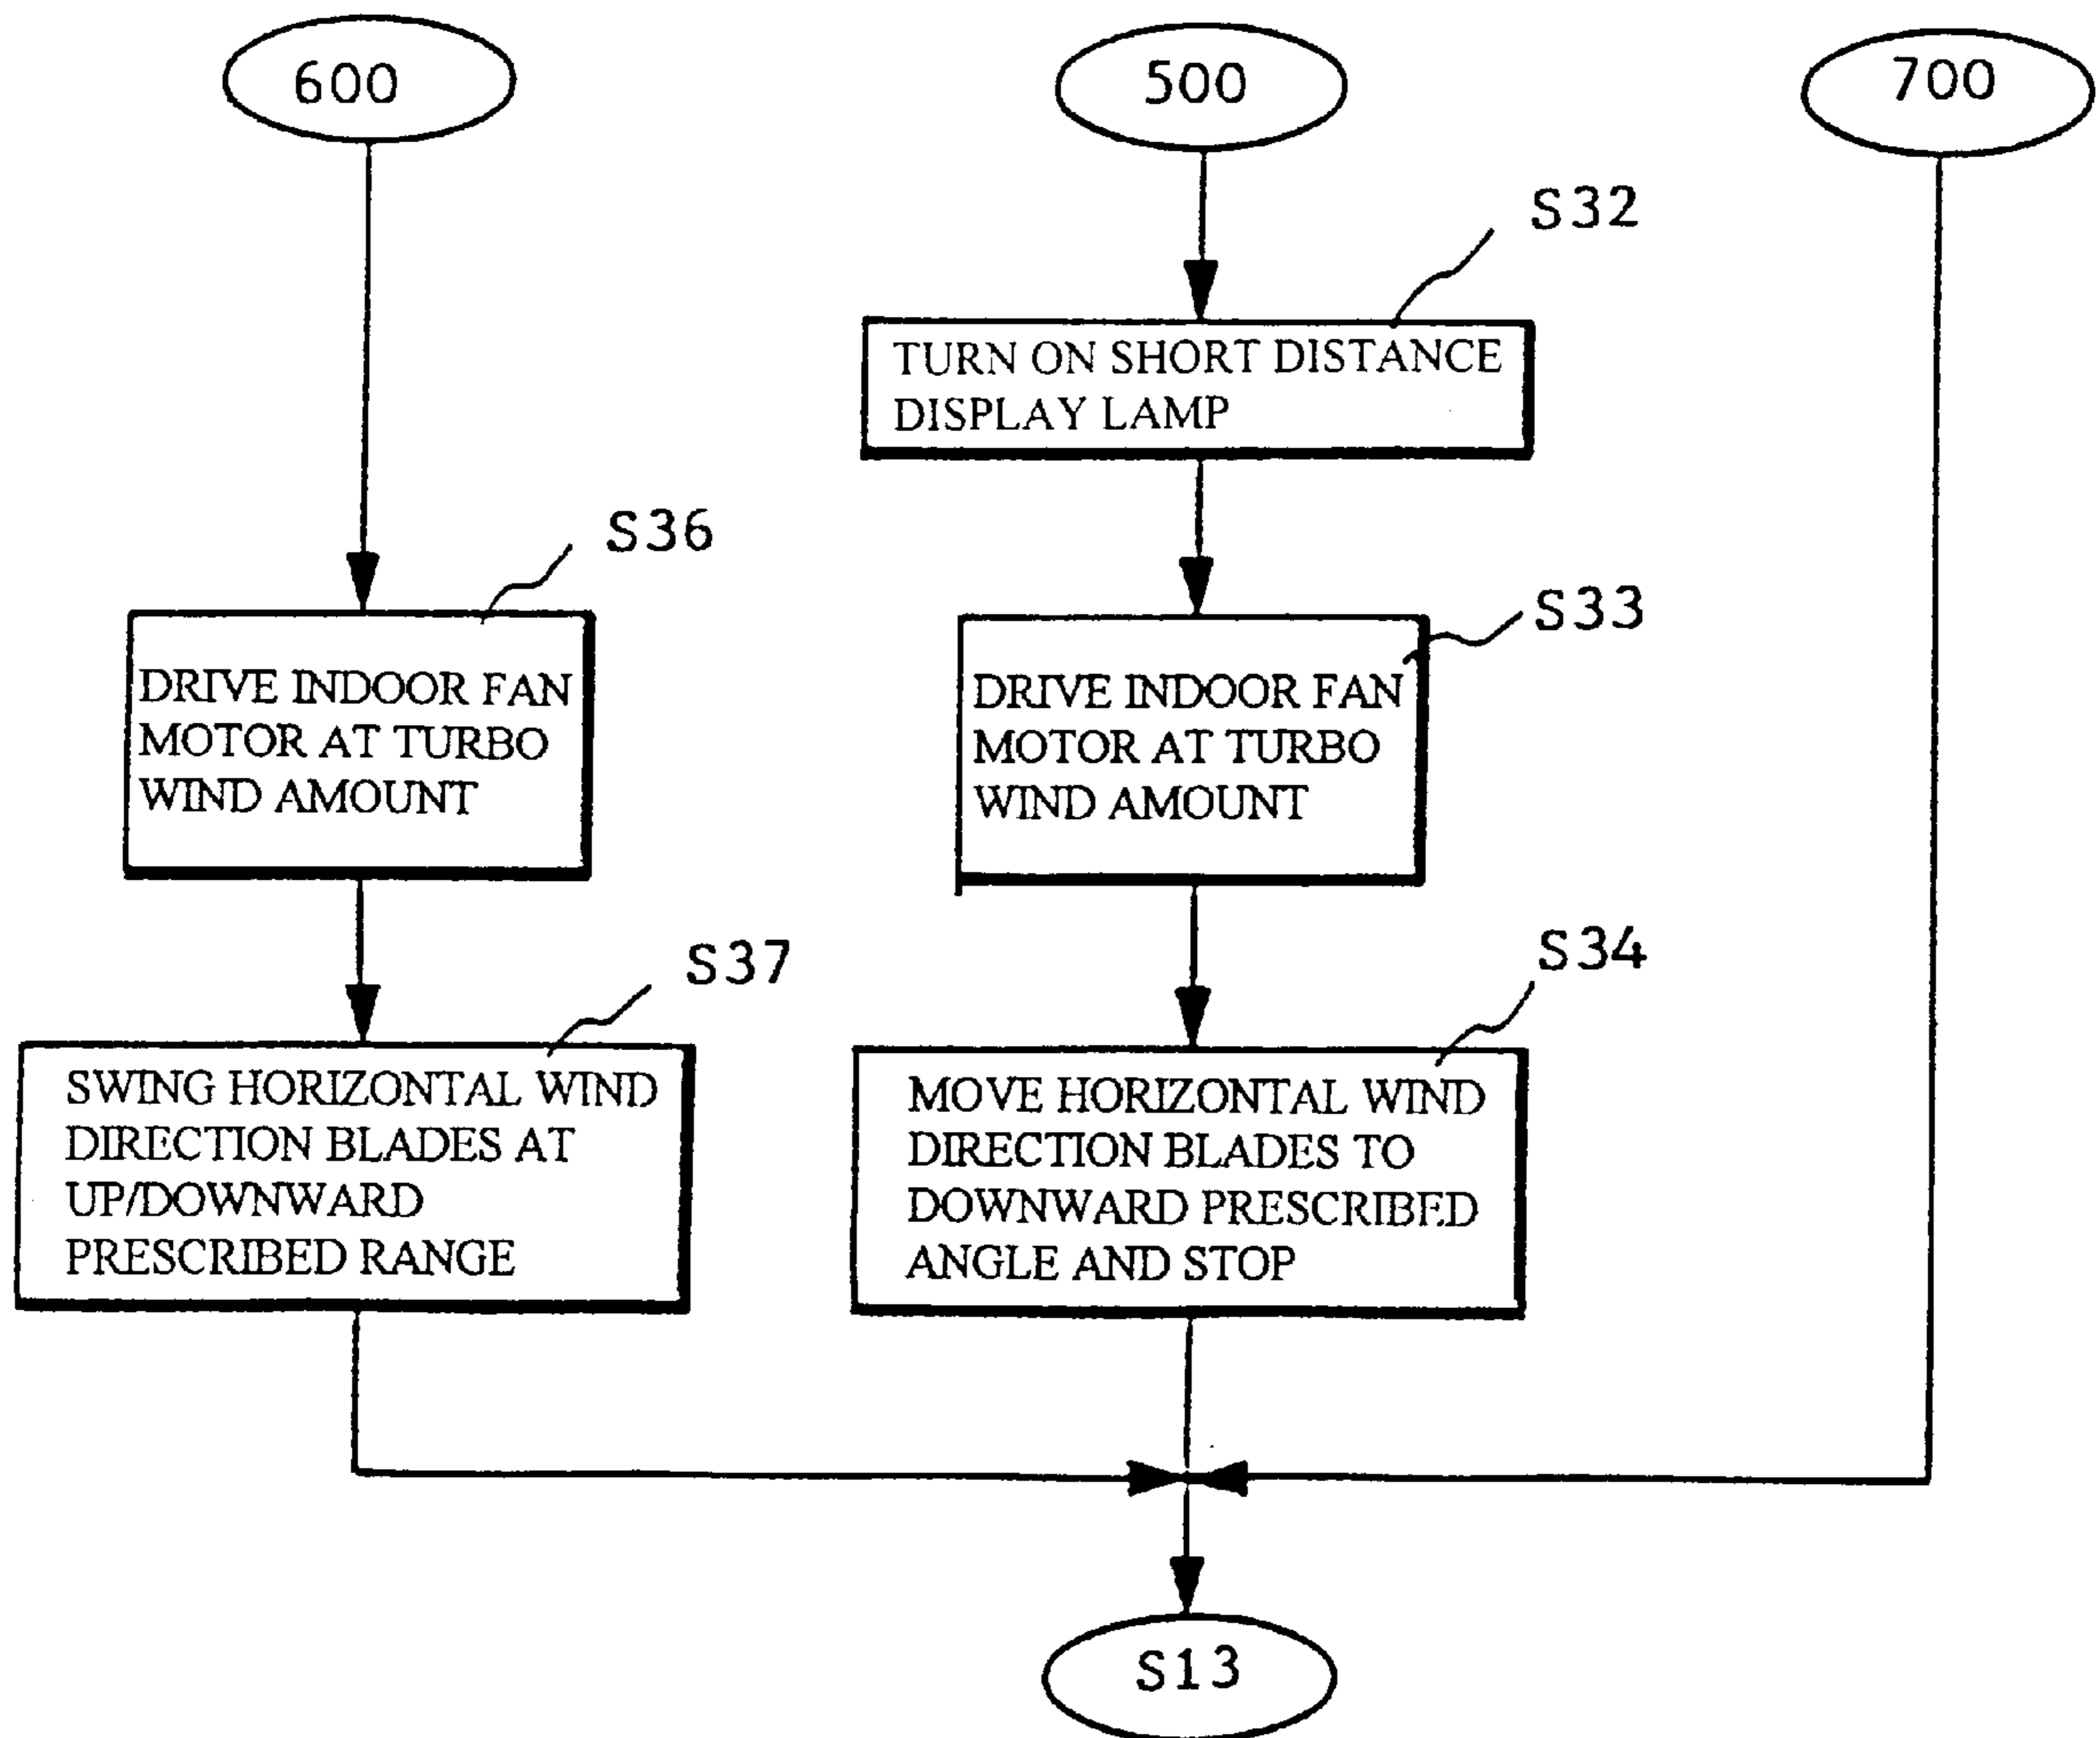 600
500
700
S32
TURN ON SHORT DISTANCE
DISPLAY LAMP
S36
S33
DRIVE INDOOR FAN
MOTOR AT TURBO
WIND AMOUNT
DRIVE INDOOR FAN
MOTOR AT TURBO
WIND AMOUNT
S37
S34
SWING HORIZONTAL WIND
DIRECTION BLADES AT
UP/DOWNWARD
PRESCRIBED RANGE
MOVE HORIZONTAL WIND
DIRECTION BLADES TO
DOWNWARD PRESCRIBED
ANGLE AND STOP
S13